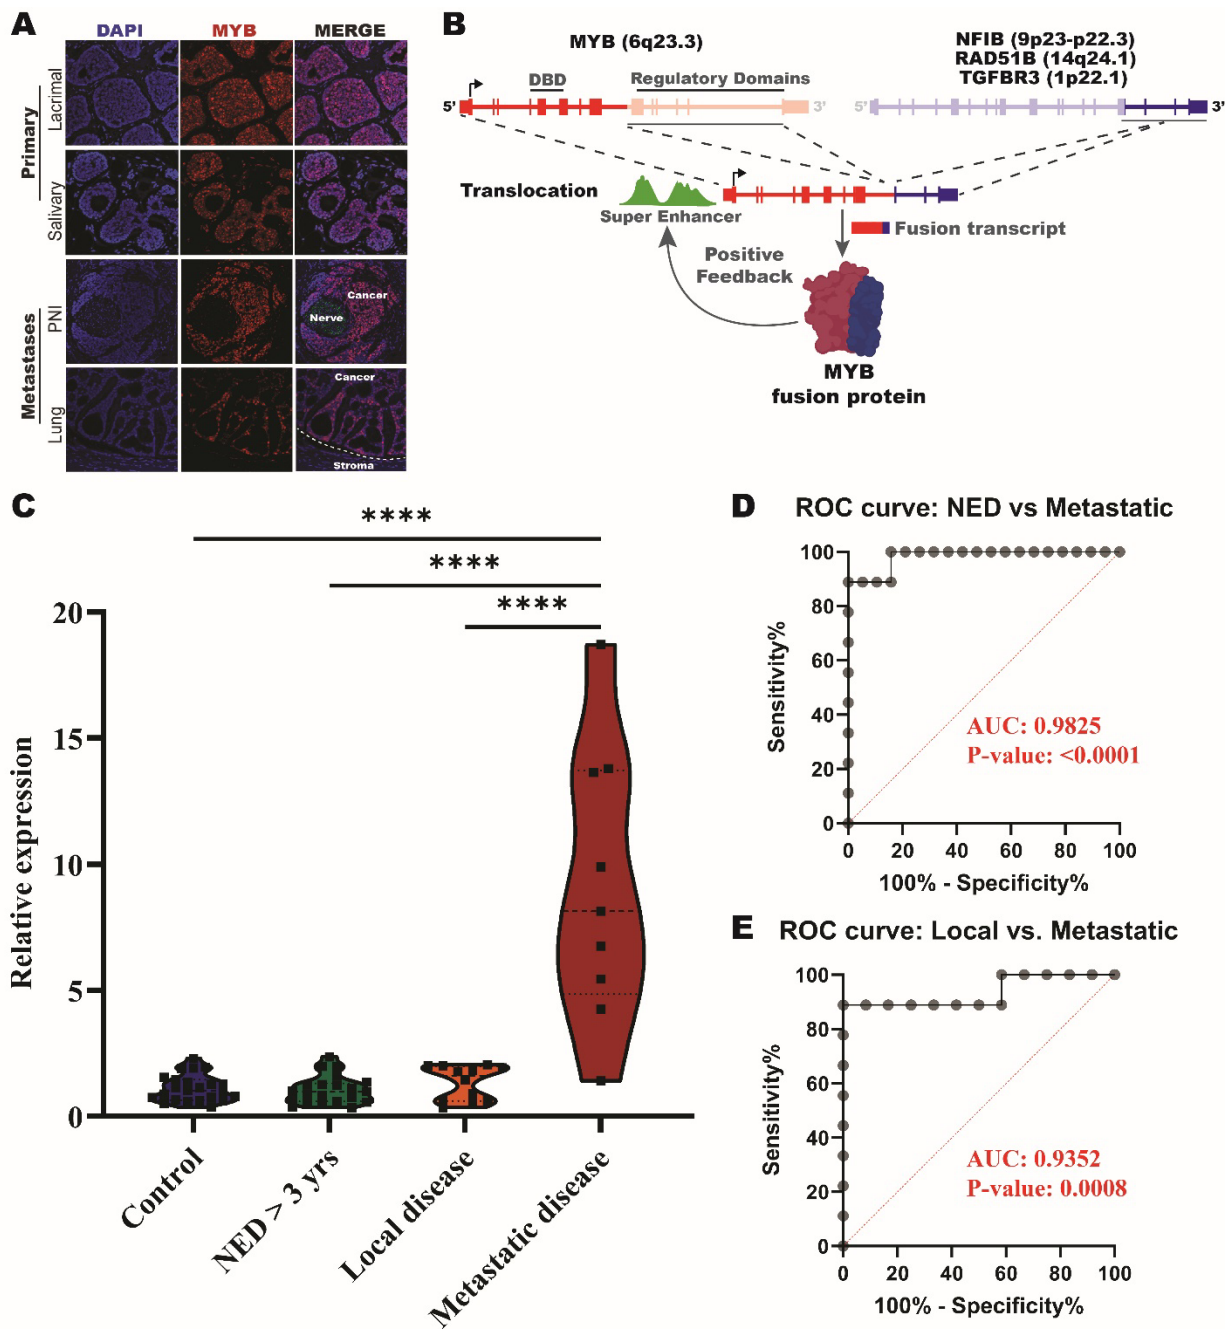 A
DAPI
MYB
MERGE
Primary
Lacrimal
Salivary
Metastases
PNI
Cancer
Nerve
Lung
Cancer
Stroma
B
MYB (6q23.3)
NFIB (9p23-p22.3)
RAD51B (14q24.1)
TGFBR3 (1p22.1)
DBD
Regulatory Domains
5'
3'
5'
3'
Translocation
Super Enhancer
Fusion transcript
Positive
Feedback
MYB
fusion protein
C
****
****
****
Relative expression
20
15
10
5
0
Control
NED > 3 yrs
Local disease
Metastatic disease
D
ROC curve: NED vs Metastatic
Sensitivity%
100
80
60
40
20
0
AUC: 0.9825
P-value: <0.0001
0 20 40 60 80 100
100% - Specificity%
E
ROC curve: Local vs. Metastatic
Sensitivity%
100
80
60
40
20
0
AUC: 0.9352
P-value: 0.0008
0 20 40 60 80 100
100% - Specificity%